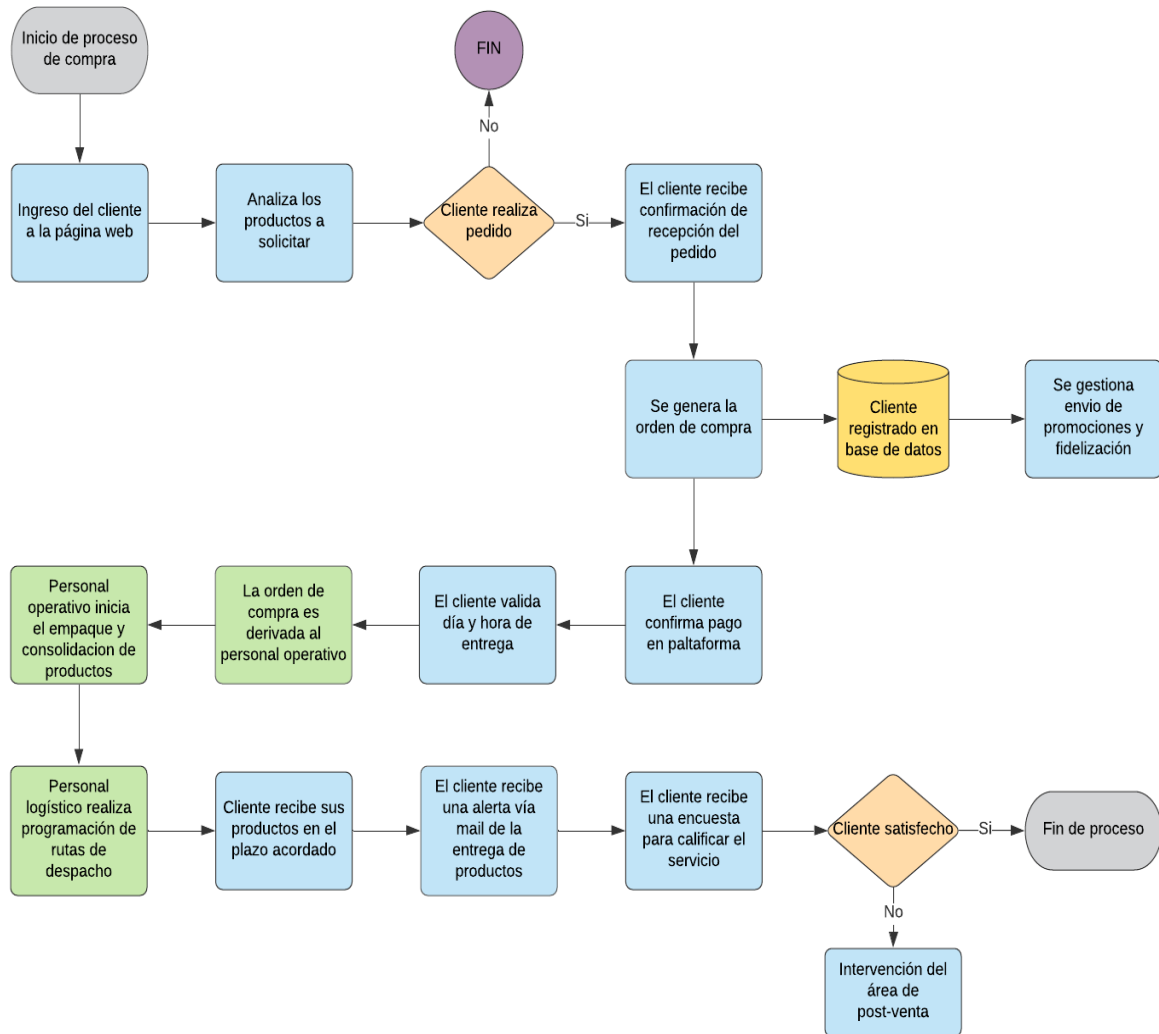 Inicio de proceso
de compra
FIN
No
Ingreso del cliente
a la página web
Analiza los
productos a
solicitar
Cliente realiza
pedido
Si
El cliente recibe
confirmación de
recepción del
pedido
Se genera la
orden de compra
Cliente
registrado en
base de datos
Se gestiona
envio de
promociones y
fidelización
Personal
operativo inicia
el empaque y
consolidacion de
productos
La orden de
compra es
derivada al
personal operativo
El cliente valida
día y hora de
entrega
El cliente
confirma pago
en paltaforma
Personal
logístico realiza
programación de
rutas de
despacho
Cliente recibe sus
productos en el
plazo acordado
El cliente recibe
una alerta vía
mail de la
entrega de
productos
El cliente recibe
una encuesta
para calificar el
servicio
Cliente satisfecho
Si
Fin de proceso
No
Intervención del
área de
post-venta